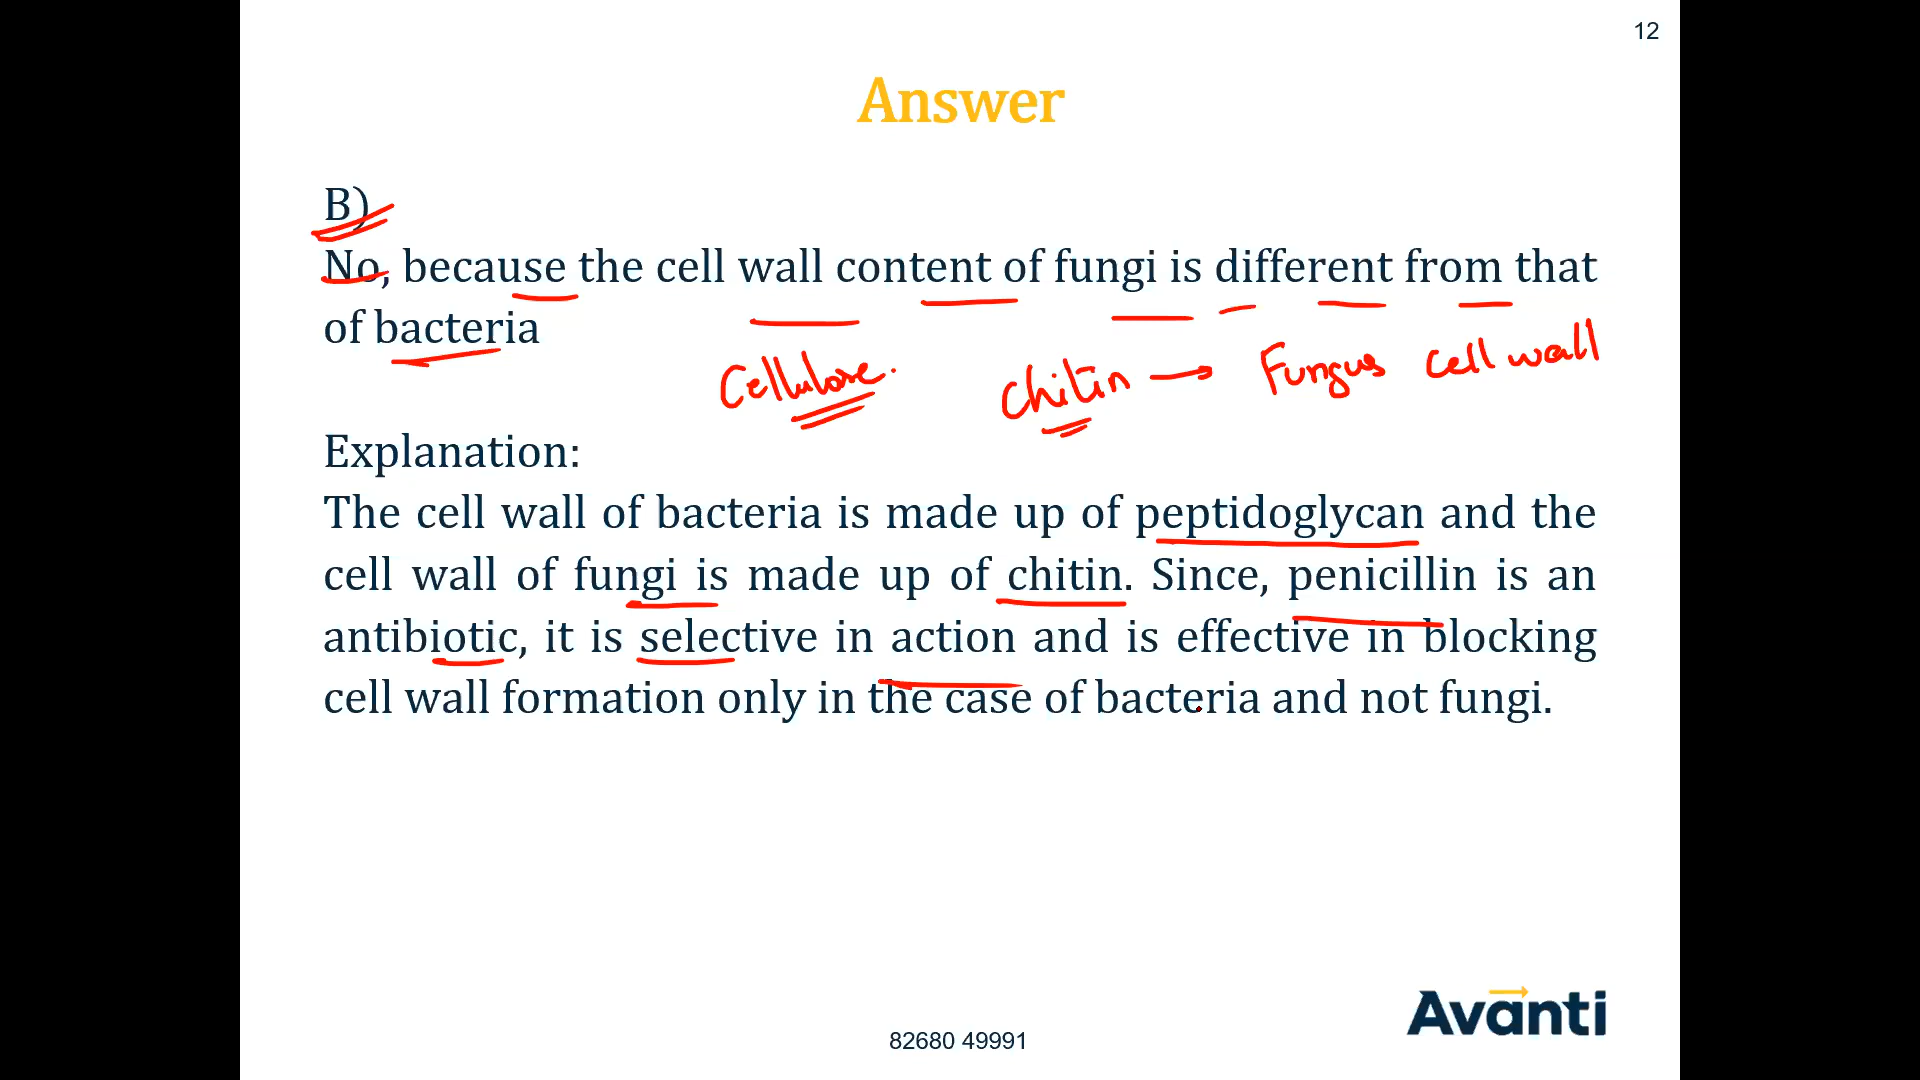 12
Answer
B)
No, because the cell wall content of fungi is different from that
of bacteria
Cellulose. Chitin → Fungus cell wall
Explanation:
The cell wall of bacteria is made up of peptidoglycan and the
cell wall of fungi is made up of chitin. Since, penicillin is an
antibiotic, it is selective in action and is effective in blocking
cell wall formation only in the case of bacteria and not fungi.
Avanti
82680 49991